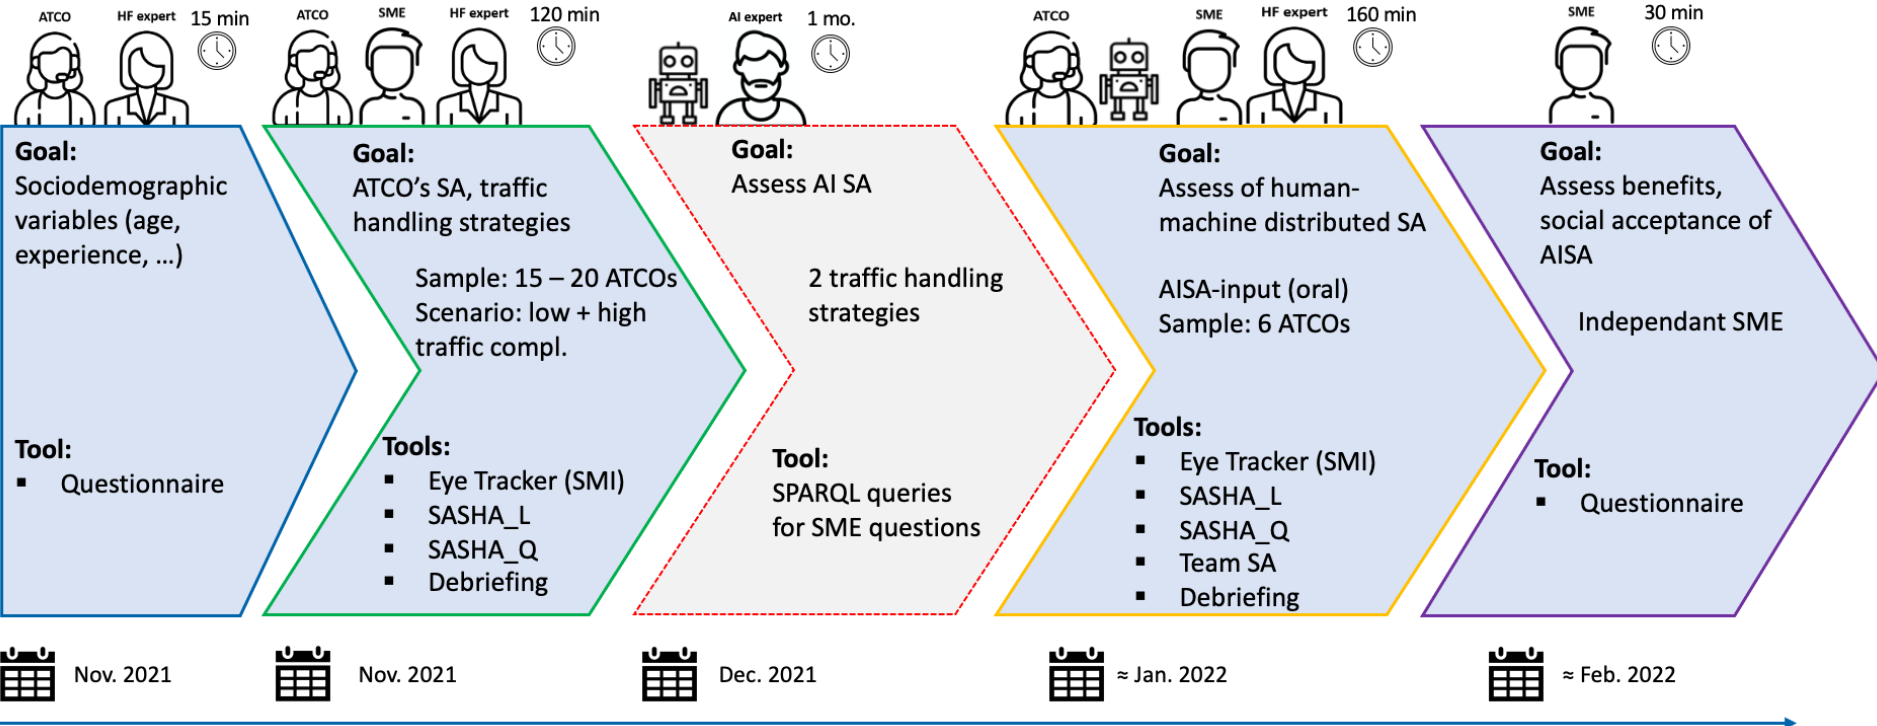 ATCO HF expert 15 min
ATCO SME HF expert 120 min
AI expert 1 mo.
ATCO SME HF expert 160 min
SME 30 min
Goal:
Sociodemographic
variables (age,
experience, ...)
Tool:
▪ Questionnaire
Goal:
ATCO's SA, traffic
handling strategies
Sample: 15 – 20 ATCOs
Scenario: low + high
traffic compl.
Tools:
▪ Eye Tracker (SMI)
▪ SASHA_L
▪ SASHA_Q
▪ Debriefing
Goal:
Assess AI SA
2 traffic handling
strategies
Tool:
SPARQL queries
for SME questions
Goal:
Assess of human-
machine distributed SA
AISA-input (oral)
Sample: 6 ATCOs
Tools:
▪ Eye Tracker (SMI)
▪ SASHA_L
▪ SASHA_Q
▪ Team SA
▪ Debriefing
Goal:
Assess benefits,
social acceptance of
AISA
Independant SME
Tool:
▪ Questionnaire
Nov. 2021
Nov. 2021
Dec. 2021
≈ Jan. 2022
≈ Feb. 2022